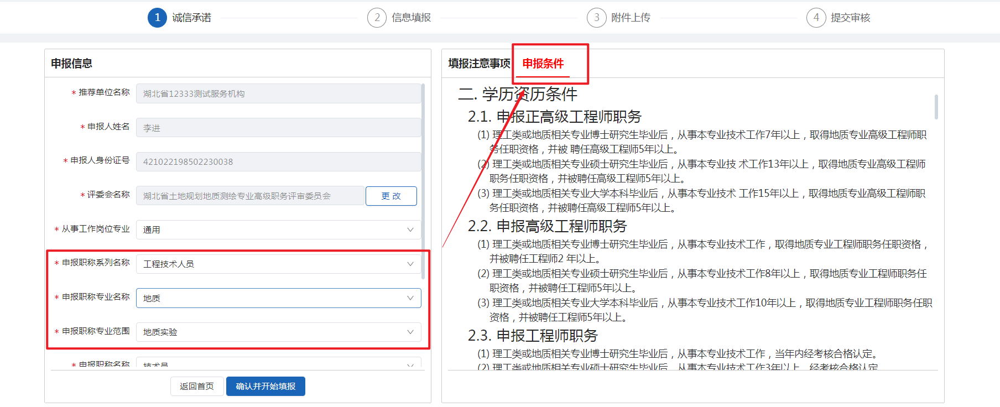 1 诚信承诺 2 信息填报 3 附件上传 4 提交审核
申报信息
* 推荐单位名称 湖北省12333测试服务机构
* 申报人姓名 李进
* 申报人身份证号 421022198502230038
* 评委会名称 湖北省土地规划地质测绘专业高级职务评审委员会 更 改
* 从事工作岗位专业 通用
* 申报职称系列名称 工程技术人员
* 申报职称专业名称 地质
* 申报职称专业范围 地质实验
* 申报职称名称 技术员
返回首页 确认并开始填报
填报注意事项 申报条件
二. 学历资历条件
2.1. 申报正高级工程师职务
(1) 理工类或地质相关专业博士研究生毕业后，从事本专业技术工作7年以上，取得地质专业高级工程师职
务任职资格，并被 聘任高级工程师5年以上。
(2) 理工类或地质相关专业硕士研究生毕业后，从事本专业技 术工作13年以上，取得地质专业高级工程师
职务任职资格，并被聘任高级工程师5年以上。
(3) 理工类或地质相关专业大学本科毕业后，从事本专业技术 工作15年以上，取得地质专业高级工程师职
务任职资格，并被聘任高级工程师5年以上。
2.2. 申报高级工程师职务
(1) 理工类或地质相关专业博士研究生毕业后，从事本专业技术工作，取得地质专业工程师职务任职资格，
并被聘任工程师2 年以上。
(2) 理工类或地质相关专业硕士研究生毕业后，从事本专业技术工作8年以上，取得地质专业工程师职务任
职资格，并被聘任工程师5年以上。
(3) 理工类或地质相关专业大学本科毕业后，从事本专业技术工作10年以上，取得地质专业工程师职务任职
资格，并被聘任工程师5年以上。
2.3. 申报工程师职务
(1) 理工类或地质相关专业博士研究生毕业后，从事本专业技术工作，当年内经考核合格认定。
(2) 理工类或地质相关专业硕士研究生毕业后，从事本专业技术工作3年以上，经考核合格认定